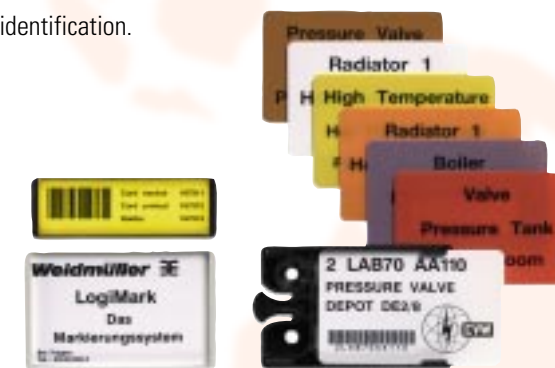 identification.
Pressure Valve
Radiator 1
High Temperature
Radiator 1
Boiler
Valve
Pressure Tank
Weidmüller
LogiMark
Das
Markierungssystem
2 LAB70 AA110
PRESSURE VALVE
DEPOT DE2/8